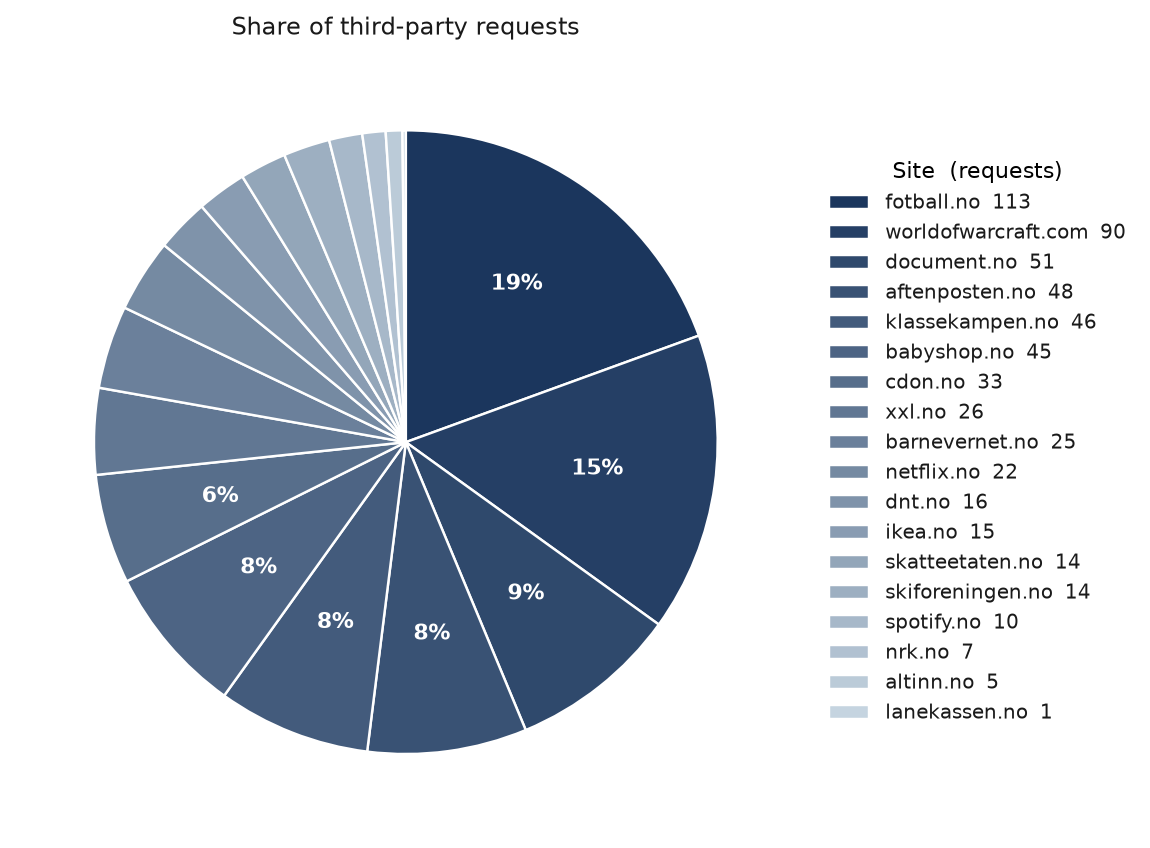 Share of third-party requests
19%
15%
9%
8%
8%
8%
6%
Site (requests)
fotball.no 113
worldofwarcraft.com 90
document.no 51
aftenposten.no 48
klassekampen.no 46
babyshop.no 45
cdon.no 33
xxl.no 26
barnevernet.no 25
netflix.no 22
dnt.no 16
ikea.no 15
skatteetaten.no 14
skiforeningen.no 14
spotify.no 10
nrk.no 7
altinn.no 5
lanekassen.no 1